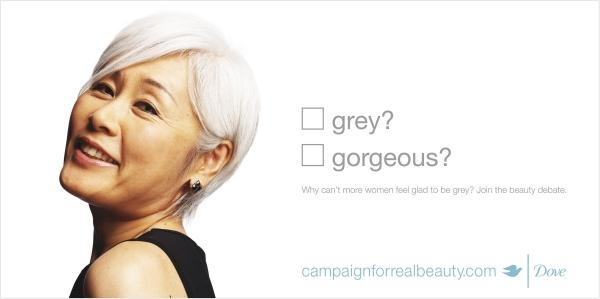 grey?
gorgeous?
Why can't more women feel glad to be grey? Join the beauty debate.
campaignforrealbeauty.com Dove